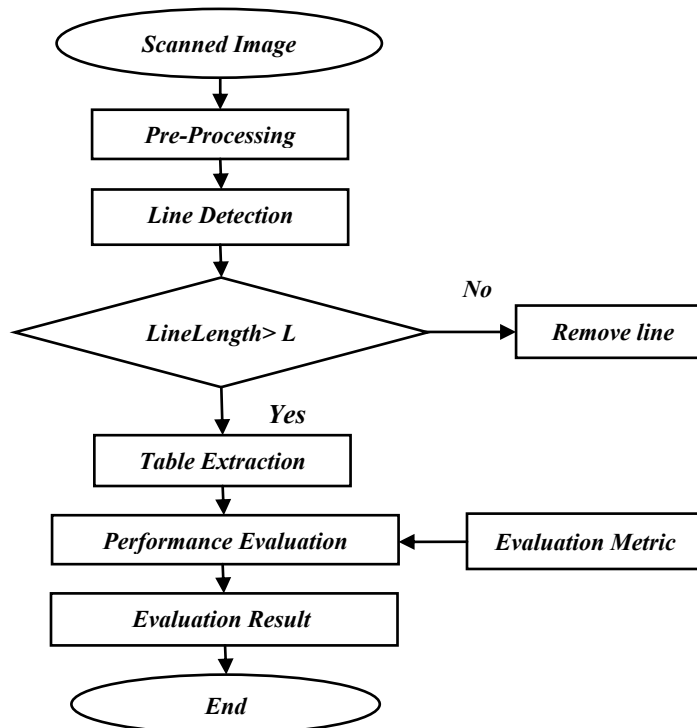 Scanned Image
Pre-Processing
Line Detection
No
LineLength> L
Remove line
Yes
Table Extraction
Performance Evaluation
Evaluation Metric
Evaluation Result
End